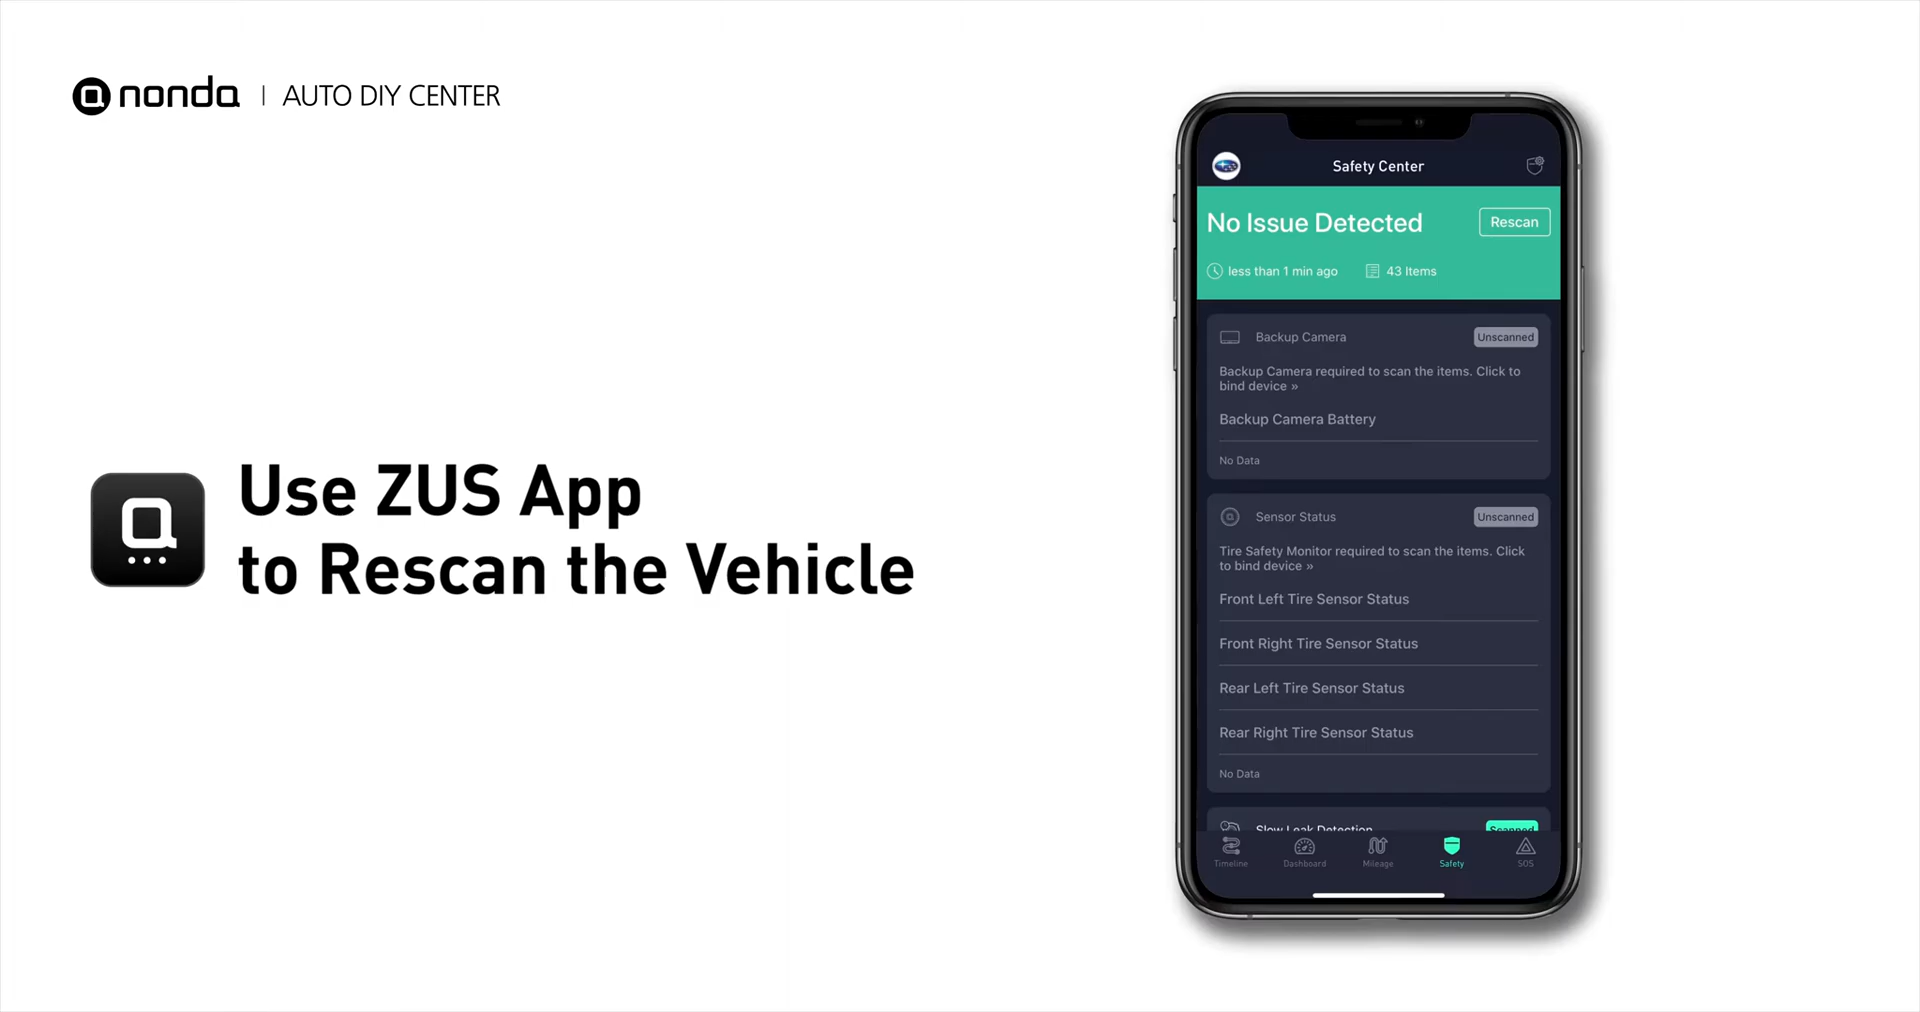 nonda | AUTO DIY CENTER
Use ZUS App
to Rescan the Vehicle
Safety Center
No Issue Detected
Rescan
less than 1 min ago
43 Items
Backup Camera
Unscanned
Backup Camera required to scan the items. Click to
bind device »
Backup Camera Battery
No Data
Sensor Status
Unscanned
Tire Safety Monitor required to scan the items. Click
to bind device »
Front Left Tire Sensor Status
Front Right Tire Sensor Status
Rear Left Tire Sensor Status
Rear Right Tire Sensor Status
No Data
Slow Leak Detection
Scanned
Timeline
Dashboard
Mileage
Safety
SOS